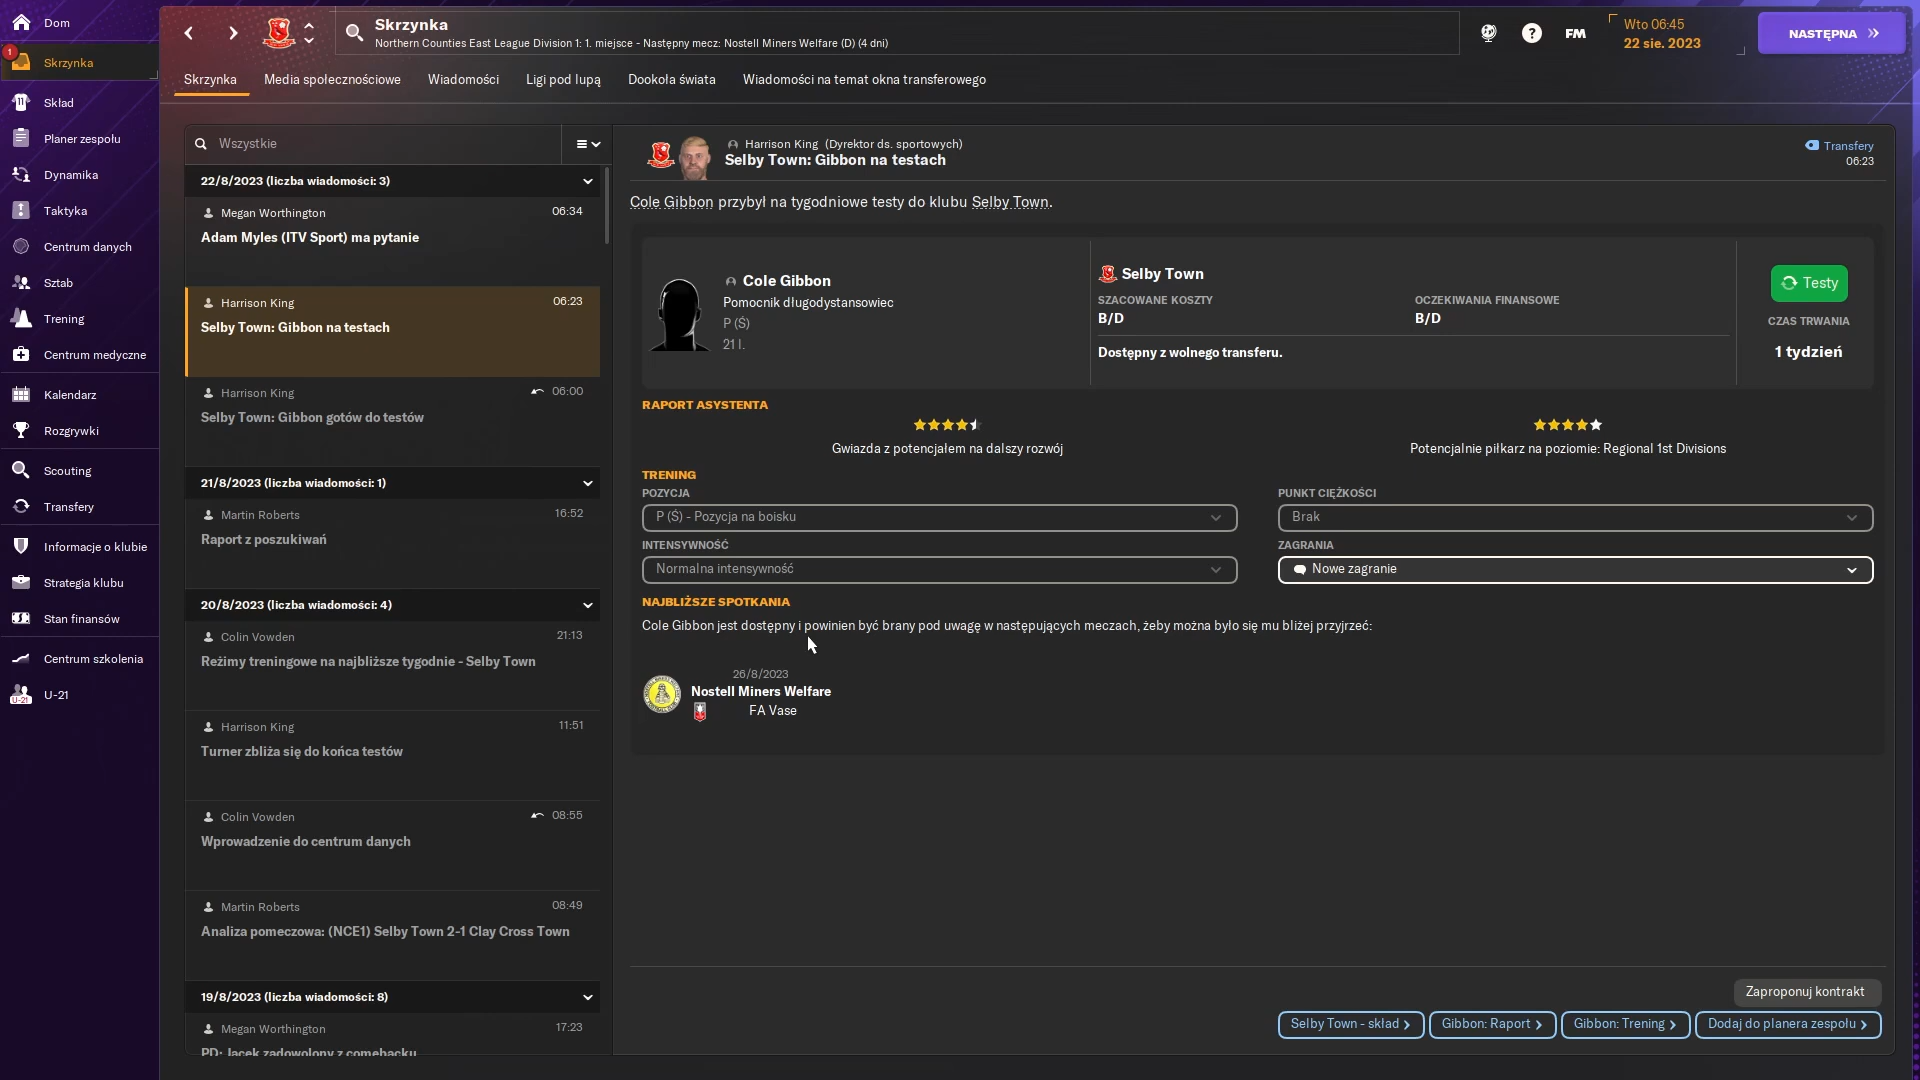 Dom
1
Skrzynka
Skład
Planer zespołu
Dynamika
Taktyka
Centrum danych
Sztab
Trening
Centrum medyczne
Kalendarz
Rozgrywki
Scouting
Transfery
Informacje o klubie
Strategia klubu
Stan finansów
Centrum szkolenia
U-21
U-21
Skrzynka
Northern Counties East League Division 1: 1. miejsce - Następny mecz: Nostell Miners Welfare (D) (4 dni)
?
FM
Wto 06:45
22 sie. 2023
NASTĘPNA
Skrzynka
Media społecznościowe
Wiadomości
Ligi pod lupą
Dookoła świata
Wiadomości na temat okna transferowego
Wszystkie
22/8/2023 (liczba wiadomości: 3)
Megan Worthington 06:34
Adam Myles (ITV Sport) ma pytanie
Harrison King 06:23
Selby Town: Gibbon na testach
Harrison King 06:00
Selby Town: Gibbon gotów do testów
21/8/2023 (liczba wiadomości: 1)
Martin Roberts 16:52
Raport z poszukiwań
20/8/2023 (liczba wiadomości: 4)
Colin Vowden 21:13
Reżimy treningowe na najbliższe tygodnie - Selby Town
Harrison King 11:51
Turner zbliża się do końca testów
Colin Vowden 08:55
Wprowadzenie do centrum danych
Martin Roberts 08:49
Analiza pomeczowa: (NCE1) Selby Town 2-1 Clay Cross Town
19/8/2023 (liczba wiadomości: 8)
Megan Worthington 17:23
PD: Jacek zadowolony z comebacku
Harrison King (Dyrektor ds. sportowych)
Selby Town: Gibbon na testach
Transfery
06:23
Cole Gibbon przybył na tygodniowe testy do klubu Selby Town.
Cole Gibbon
Pomocnik długodystansowiec
P (Ś)
21 l.
Selby Town
SZACOWANE KOSZTY
B/D
OCZEKIWANIA FINANSOWE
B/D
Dostępny z wolnego transferu.
Testy
CZAS TRWANIA
1 tydzień
RAPORT ASYSTENTA
Gwiazda z potencjałem na dalszy rozwój
Potencjalnie piłkarz na poziomie: Regional 1st Divisions
TRENING
POZYCJA
P (Ś) - Pozycja na boisku
PUNKT CIĘŻKOŚCI
Brak
INTENSYWNOŚĆ
Normalna intensywność
ZAGRANIA
Nowe zagranie
NAJBLIŻSZE SPOTKANIA
Cole Gibbon jest dostępny i powinien być brany pod uwagę w następujących meczach, żeby można było się mu bliżej przyjrzeć:
26/8/2023
Nostell Miners Welfare
FA Vase
Zaproponuj kontrakt
Selby Town - skład
Gibbon: Raport
Gibbon: Trening
Dodaj do planera zespołu